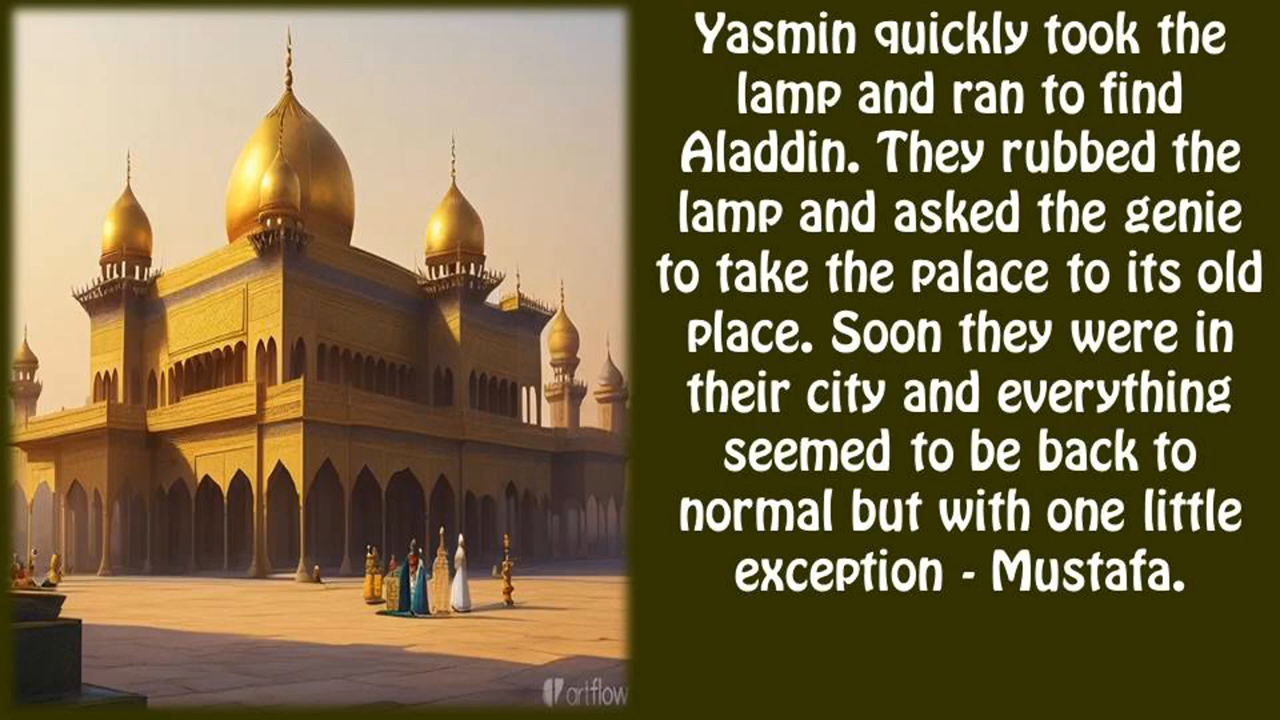 Yasmin quickly took the
lamp and ran to find
Aladdin. They rubbed the
lamp and asked the genie
to take the palace to its old
place. Soon they were in
their city and everything
seemed to be back to
normal but with one little
exception - Mustafa.
artflow